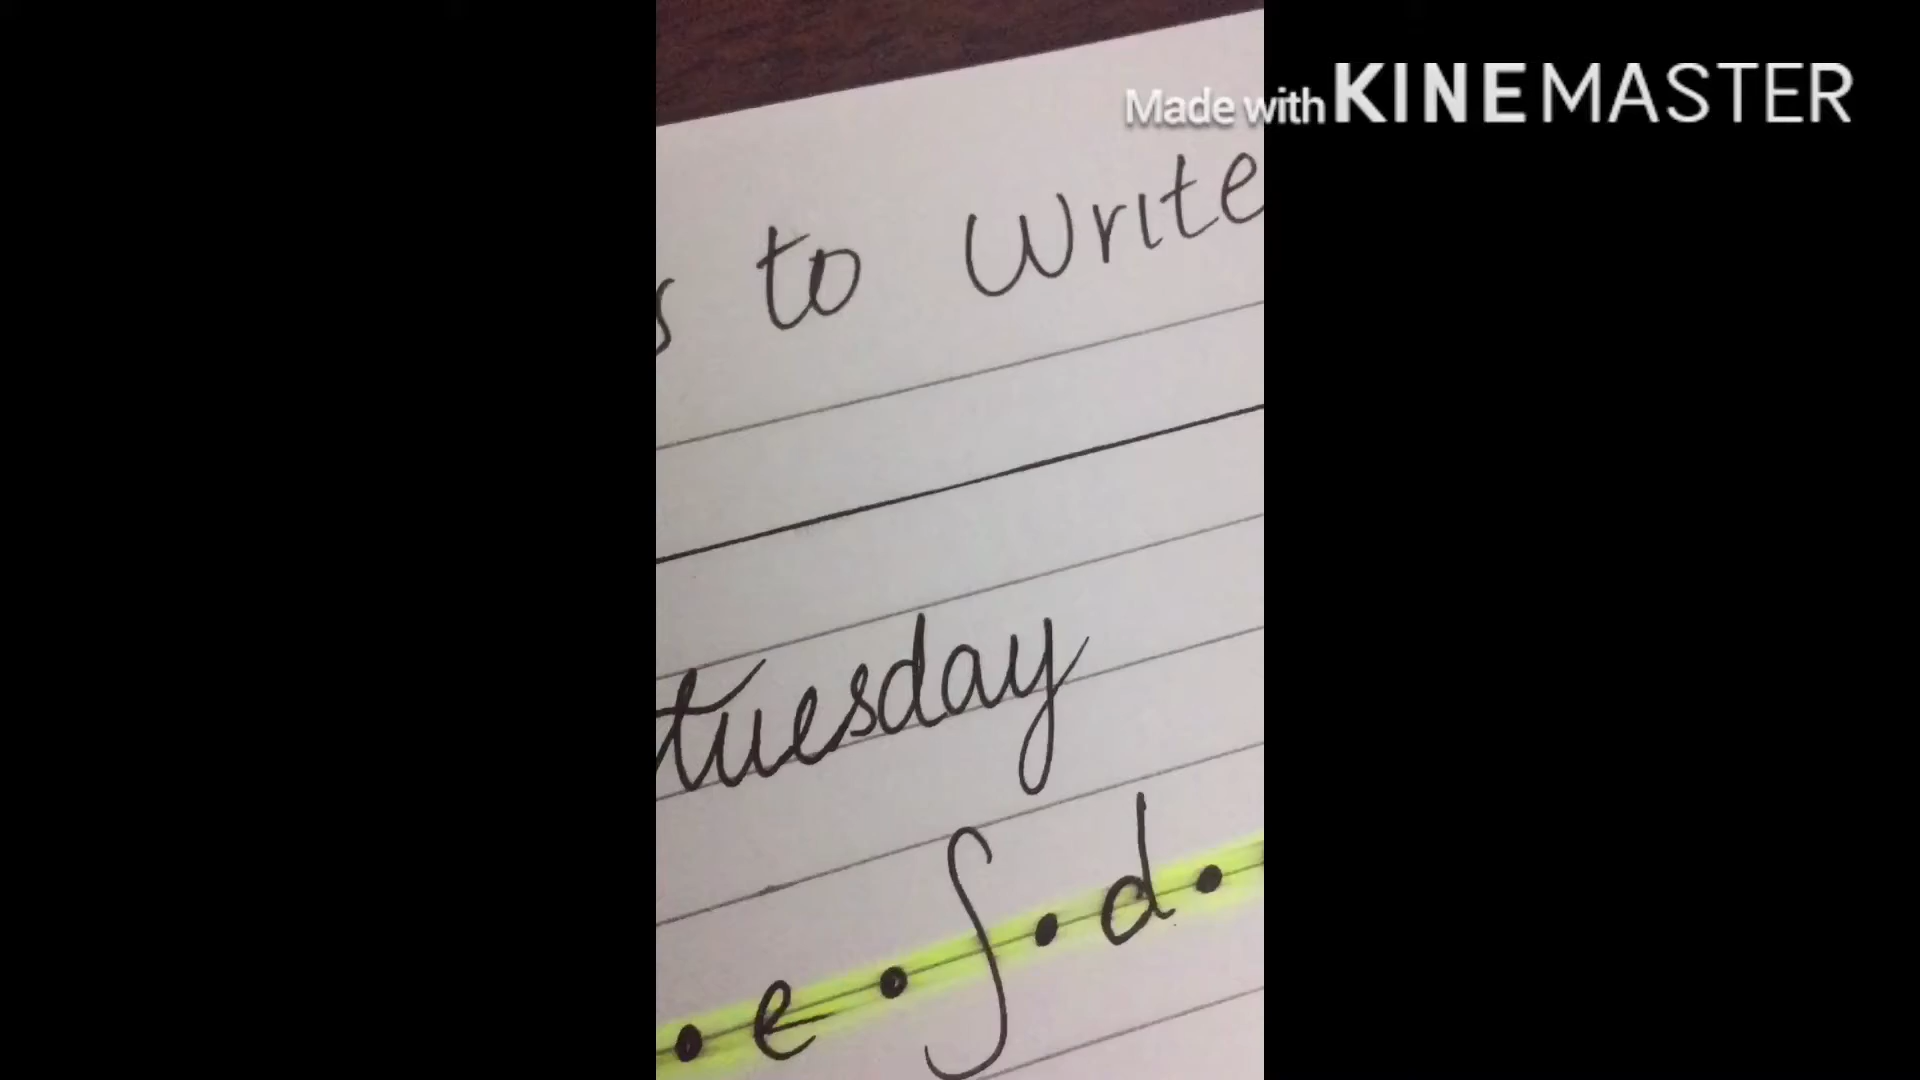 Made with KINEMASTER
s to Write
tuesday
• e • s • d •